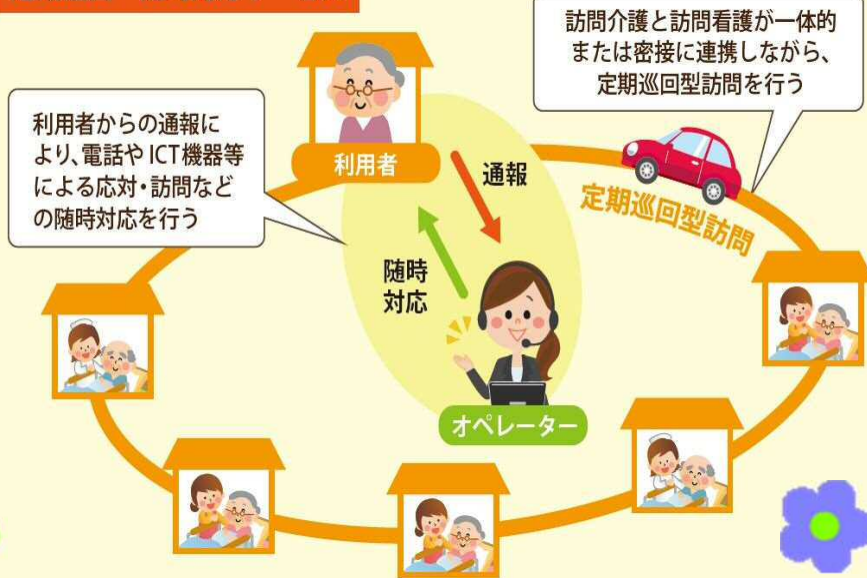 訪問介護と訪問看護が一体的
または密接に連携しながら、
定期巡回型訪問を行う
利用者からの通報に
より、電話やICT機器等
による応対・訪問など
の随時対応を行う
利用者
通報
定期巡回型訪問
随時
対応
オペレーター